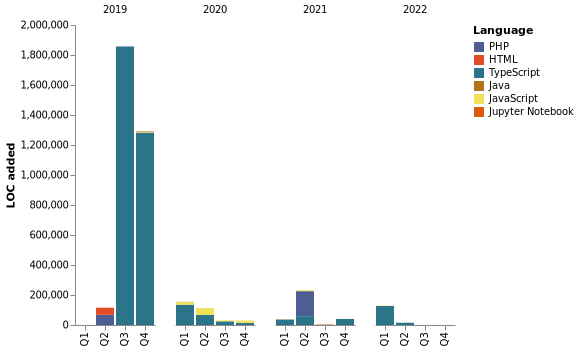 2019 2020 2021 2022
2,000,000
1,800,000
1,600,000
1,400,000
1,200,000
1,000,000
800,000
600,000
400,000
200,000
0
LOC added
Q1 Q2 Q3 Q4 Q1 Q2 Q3 Q4 Q1 Q2 Q3 Q4 Q1 Q2 Q3 Q4
Language
PHP
HTML
TypeScript
Java
JavaScript
Jupyter Notebook